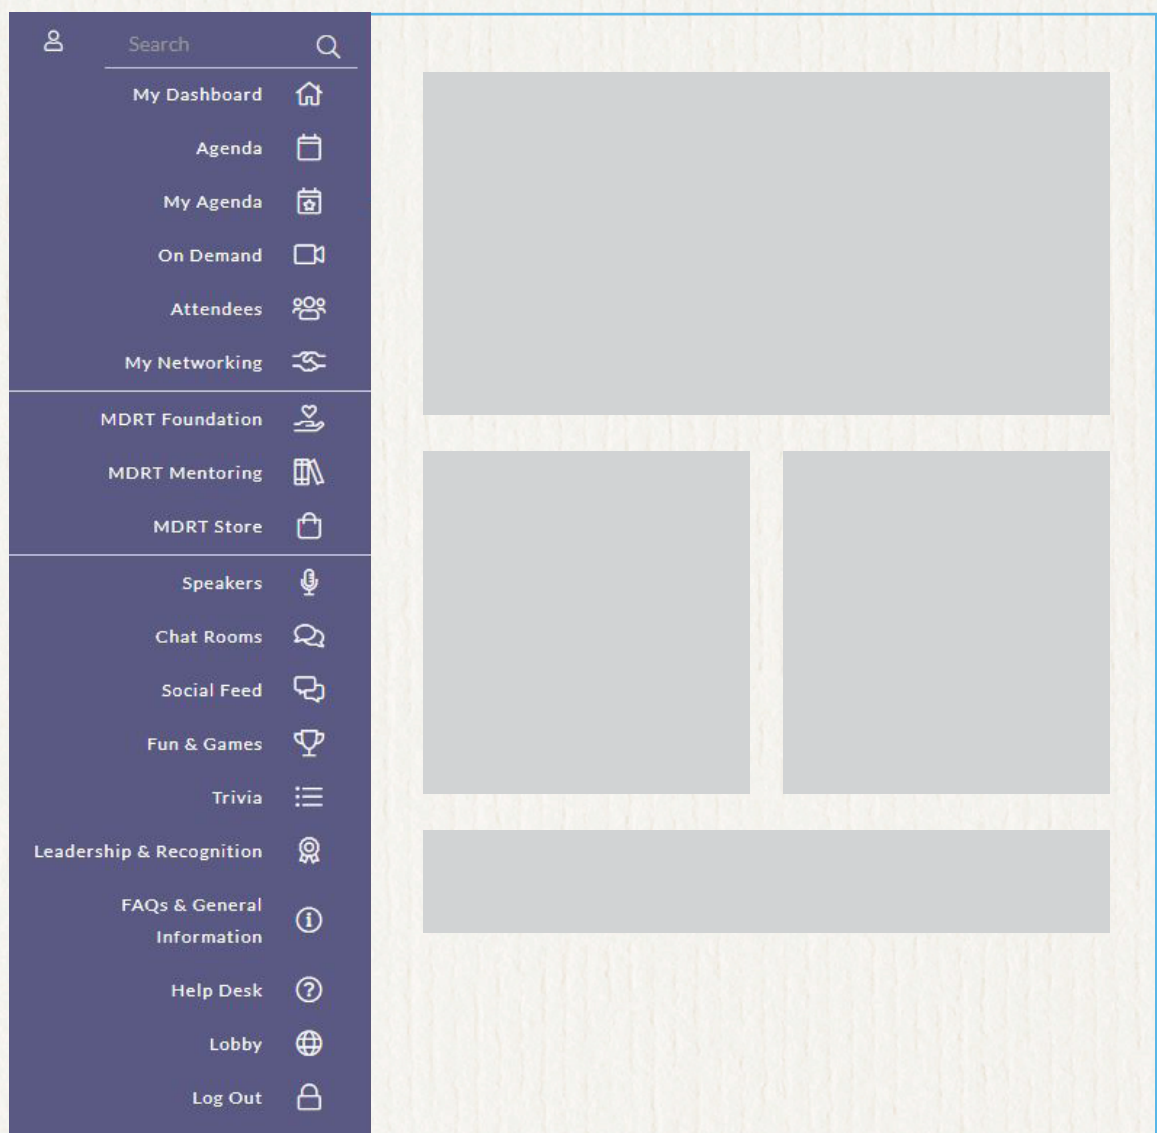 Search
My Dashboard
Agenda
My Agenda
On Demand
Attendees
My Networking
MDRT Foundation
MDRT Mentoring
MDRT Store
Speakers
Chat Rooms
Social Feed
Fun & Games
Trivia
Leadership & Recognition
FAQs & General
Information
Help Desk
Lobby
Log Out